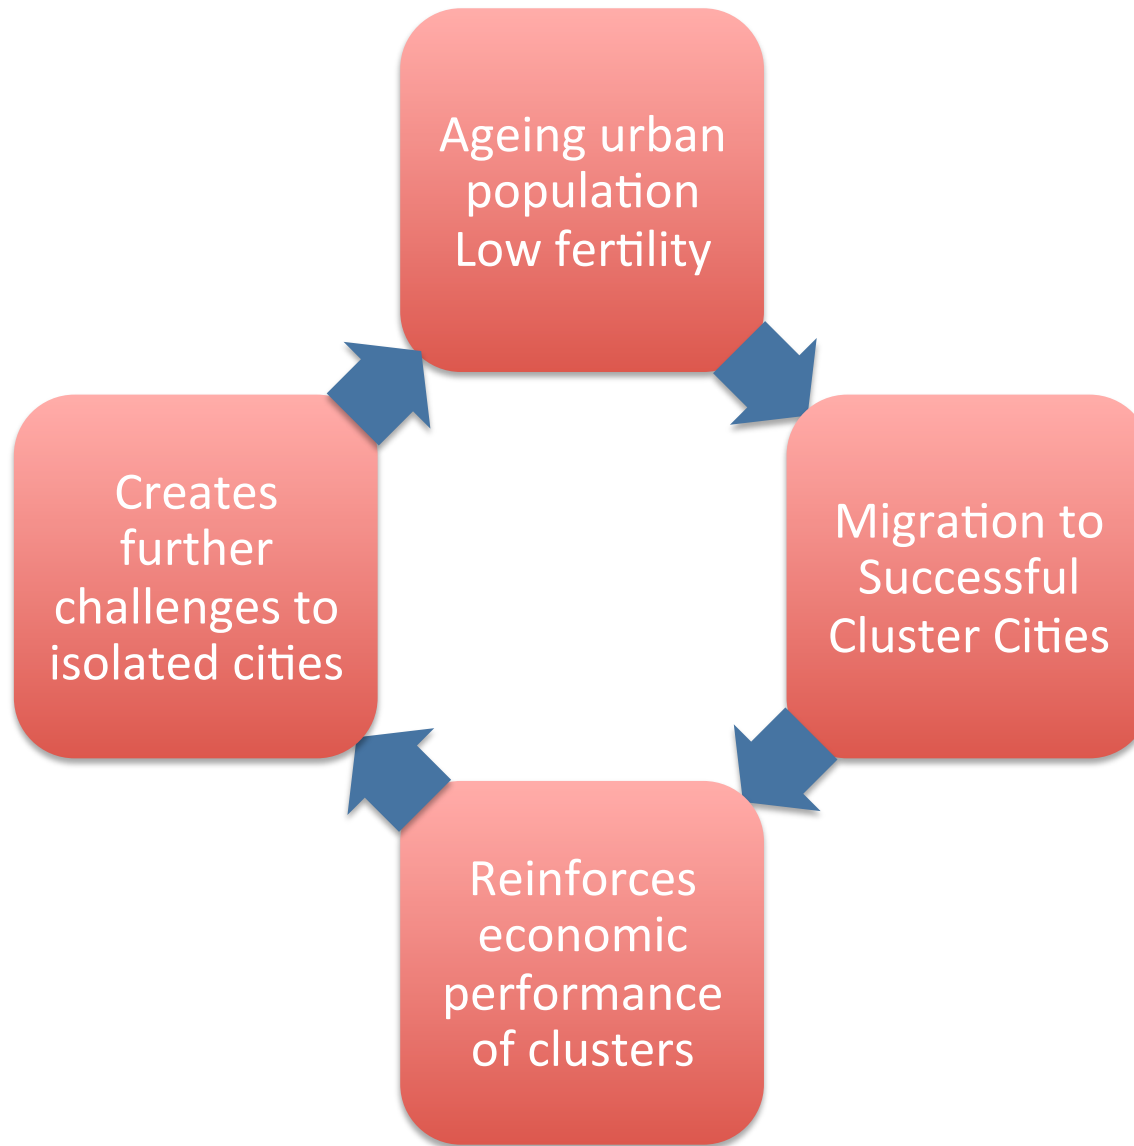 Ageing urban
population
Low fertility
Migration to
Successful
Cluster Cities
Reinforces
economic
performance
of clusters
Creates
further
challenges to
isolated cities